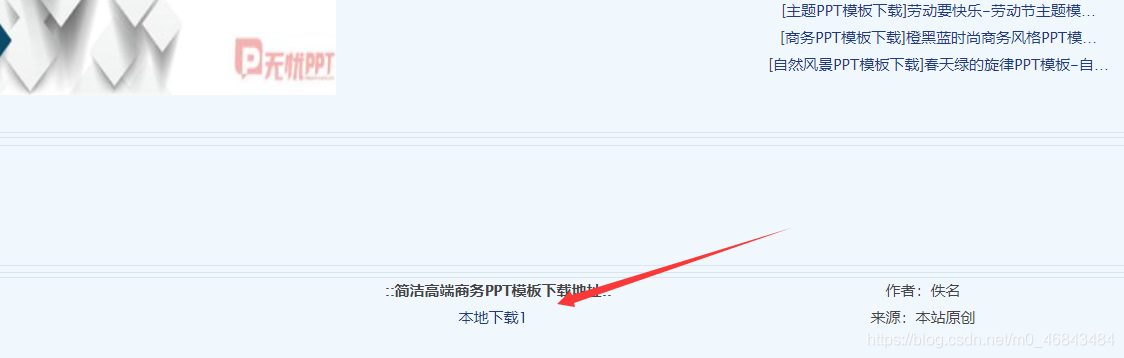 [主题PPT模板下载]劳动要快乐-劳动节主题模...
[商务PPT模板下载]橙黑蓝时尚商务风格PPT模...
[自然风景PPT模板下载]春天绿的旋律PPT模板-自...
无忧PPT
::简洁高端商务PPT模板下载地址::
作者：佚名
本地下载1
来源：本站原创
https://blog.csdn.net/m0_46843484